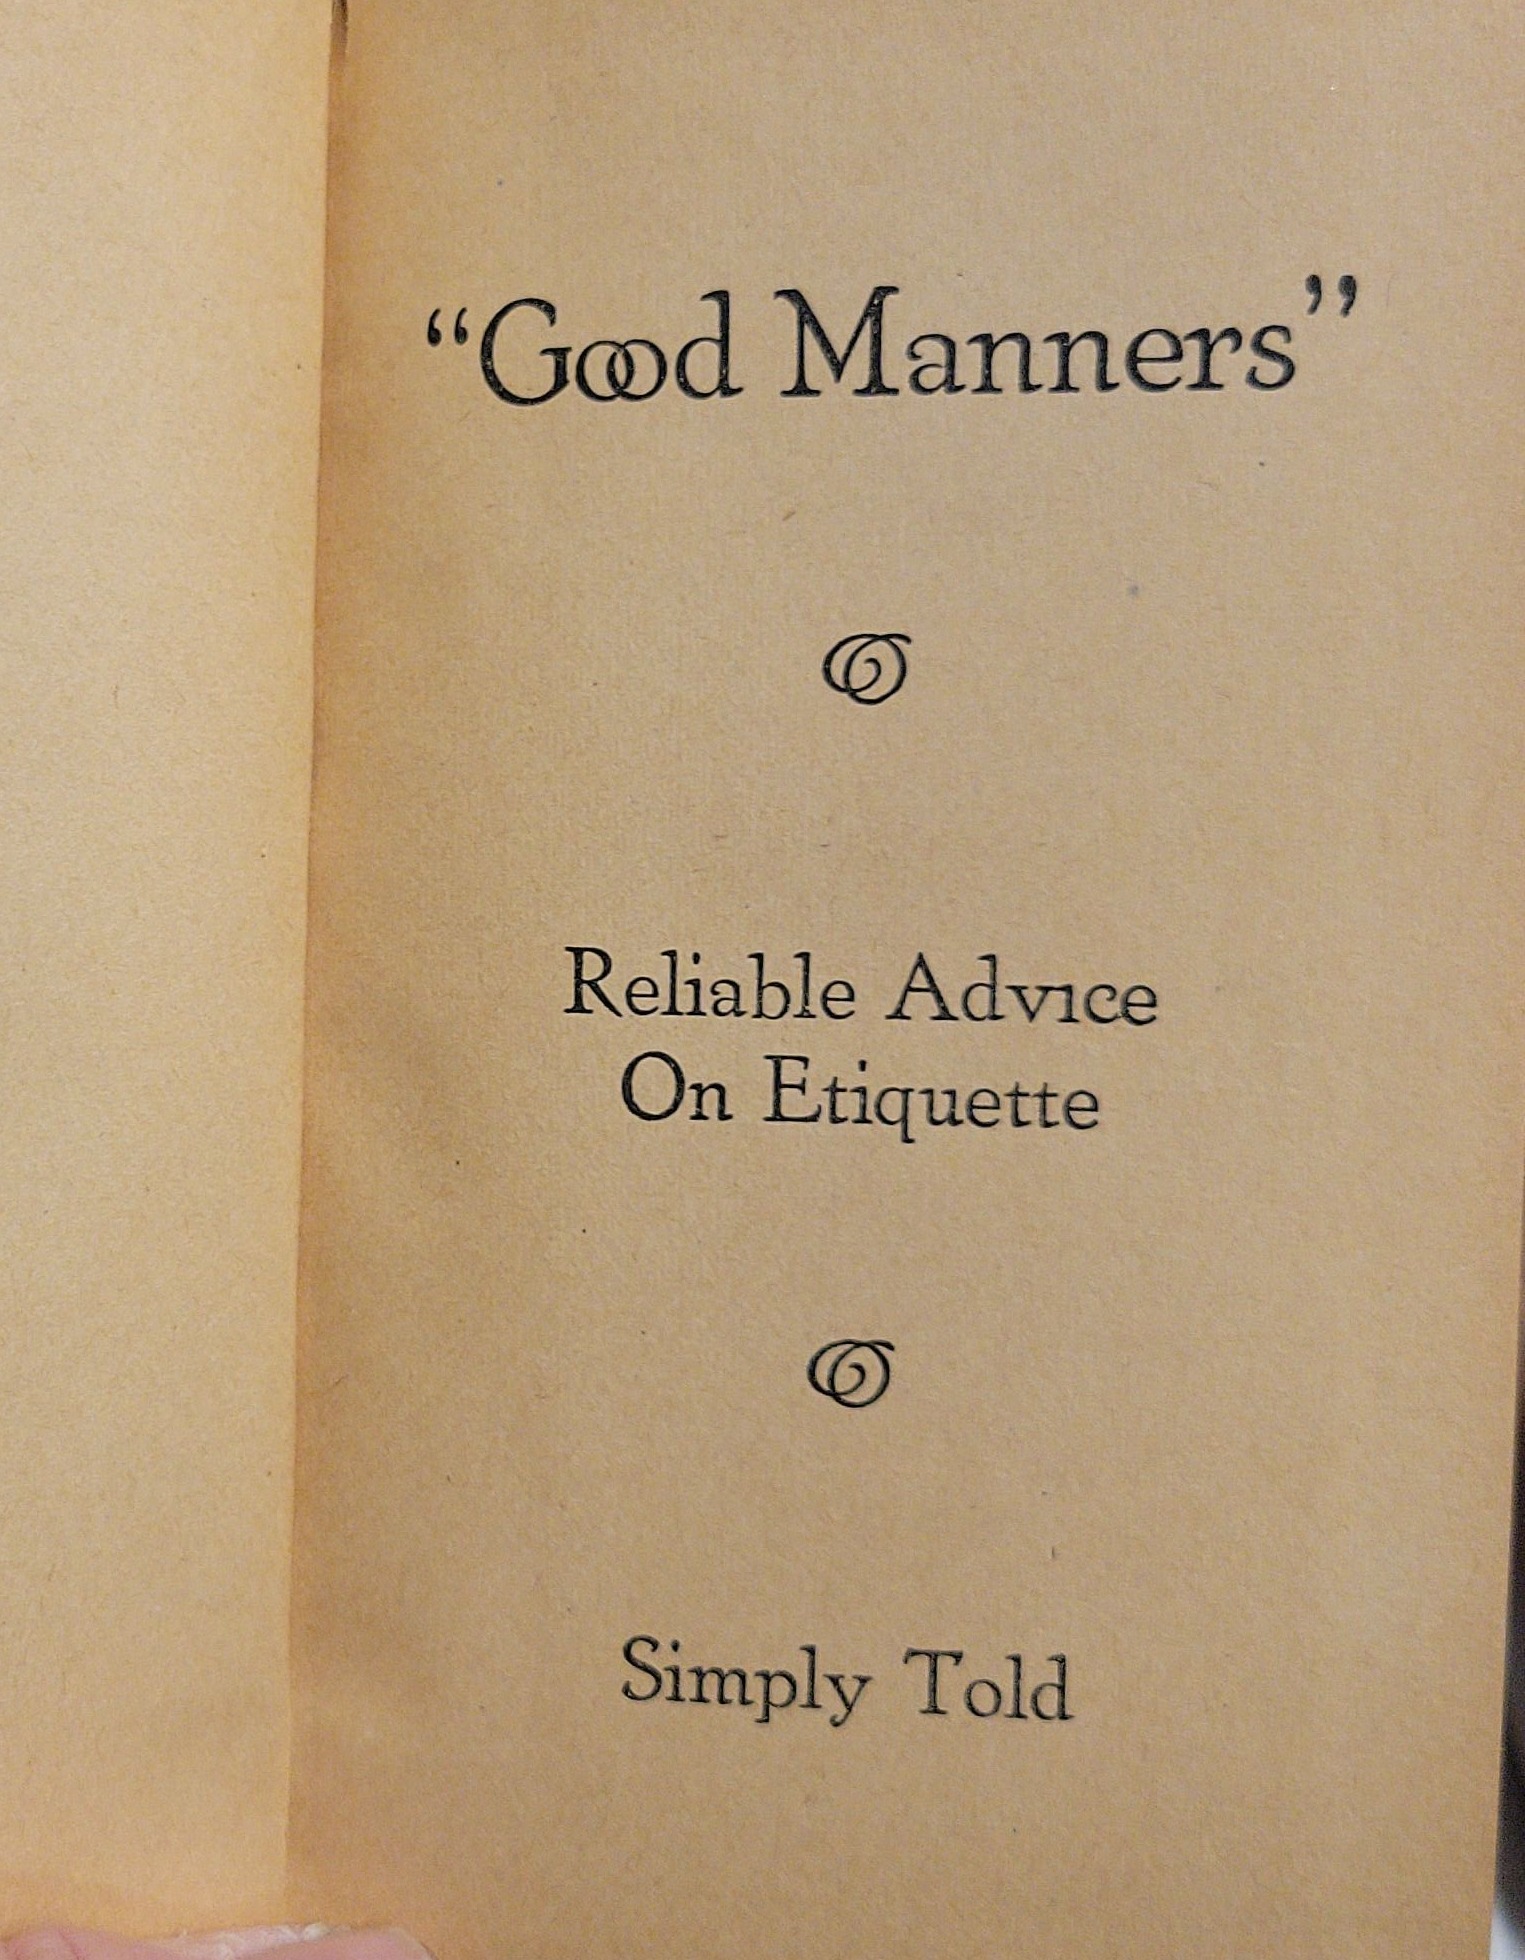 “Good Manners”
Reliable Advice
On Etiquette
Simply Told